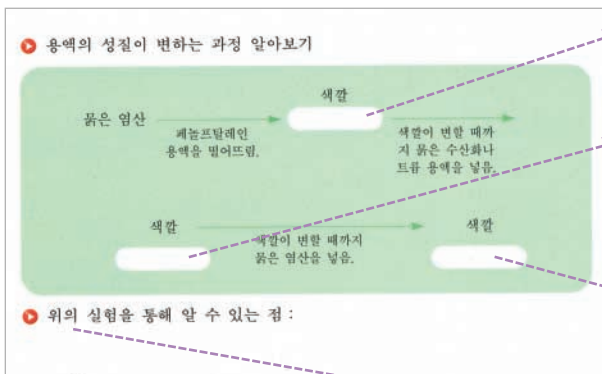 용액의 성질이 변하는 과정 알아보기
색깔
묽은 염산
페놀프탈레인
용액을 떨어뜨림.
색깔이 변할 때까
지 묽은 수산화나
트륨 용액을 넣음.
색깔
색깔이 변할 때까지
묽은 염산을 넣음.
색깔
위의 실험을 통해 알 수 있는 점 :